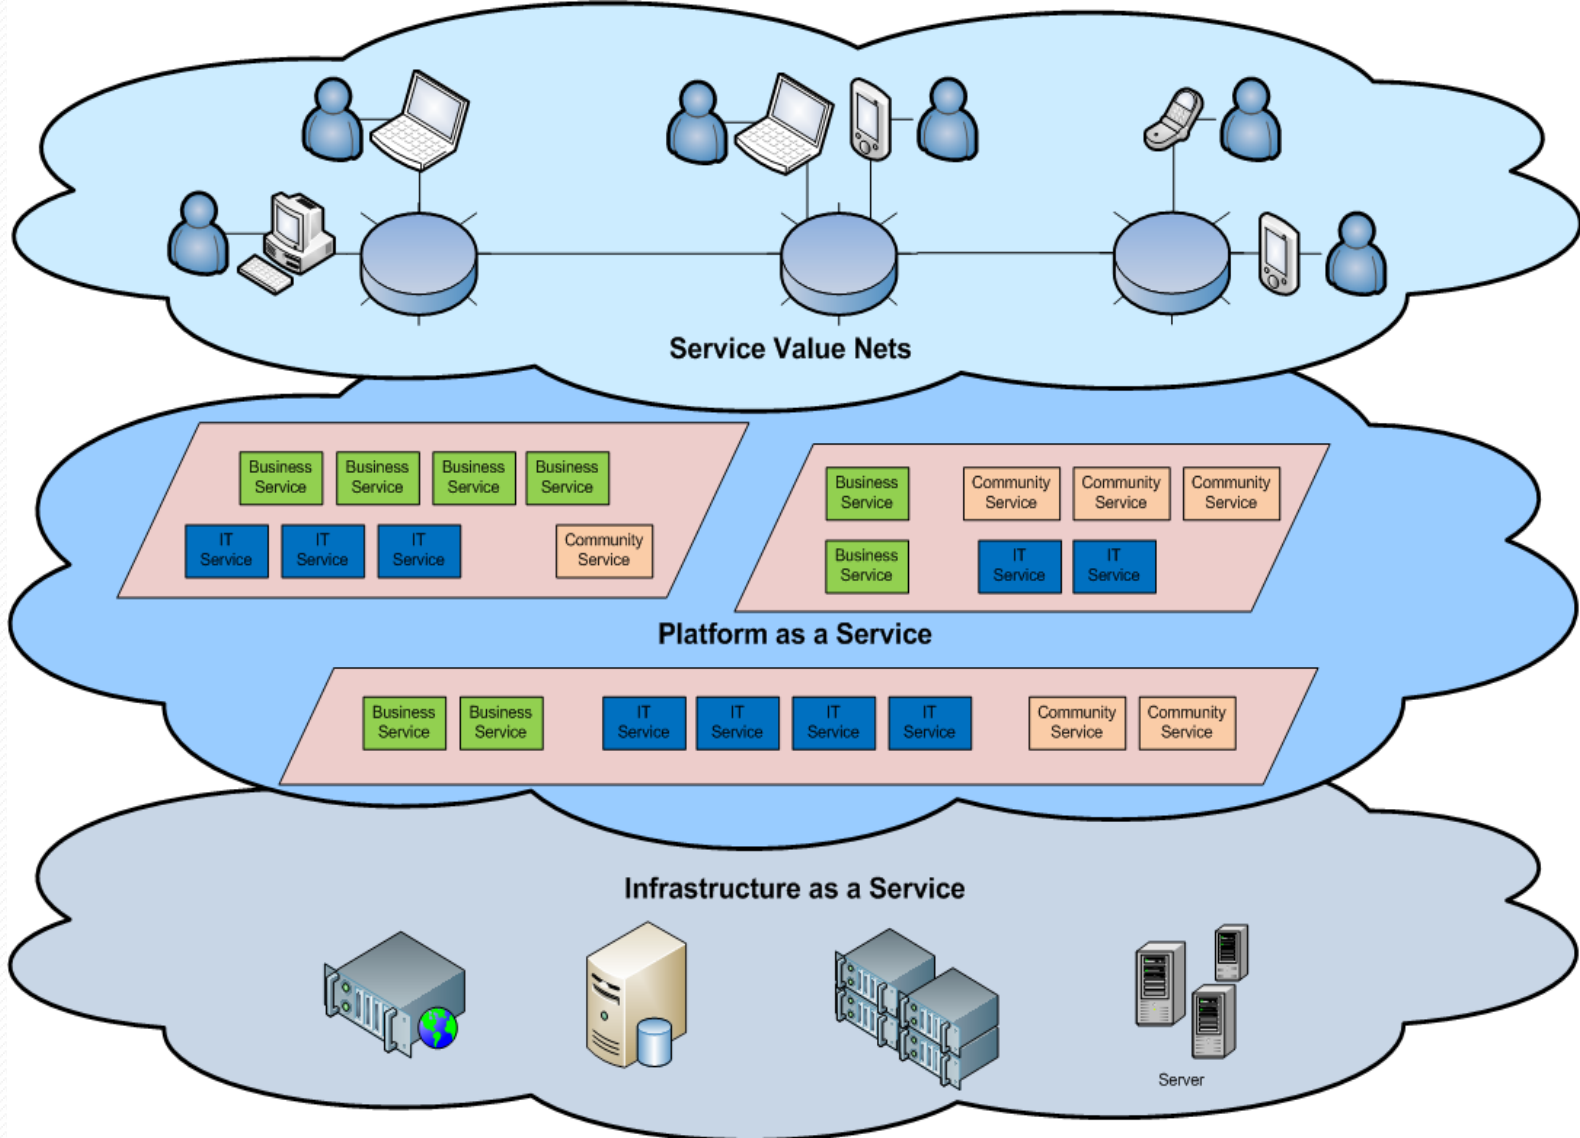 Service Value Nets
Business
Service
Business
Service
Business
Service
Business
Service
IT
Service
IT
Service
IT
Service
Community
Service
Business
Service
Community
Service
Community
Service
Community
Service
Business
Service
IT
Service
IT
Service
Platform as a Service
Business
Service
Business
Service
IT
Service
IT
Service
IT
Service
IT
Service
Community
Service
Community
Service
Infrastructure as a Service
Server